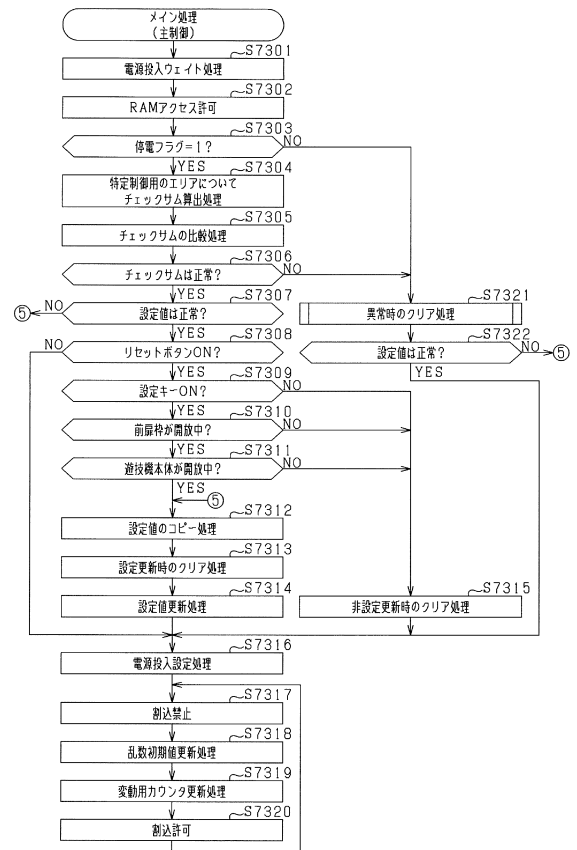 メイン処理
(主制御)
S7301
電源投入ウェイト処理
S7302
RAMアクセス許可
S7303
停電フラグ=1?
NO
YES
S7304
特定制御用のエリアについて
チェックサム算出処理
S7305
チェックサムの比較処理
S7306
チェックサムは正常?
NO
YES
S7307
⑤
NO
設定値は正常?
S7321
異常時のクリア処理
YES
S7308
NO
リセットボタンON?
S7322
設定値は正常?
NO
⑤
YES
YES
S7309
設定キーON?
NO
YES
S7310
前扉枠が開放中?
NO
YES
S7311
遊技機本体が開放中?
NO
YES
⑤
S7312
設定値のコピー処理
S7313
設定更新時のクリア処理
S7314
設定値更新処理
S7315
非設定更新時のクリア処理
S7316
電源投入設定処理
S7317
割込禁止
S7318
乱数初期値更新処理
S7319
変動用カウンタ更新処理
S7320
割込許可